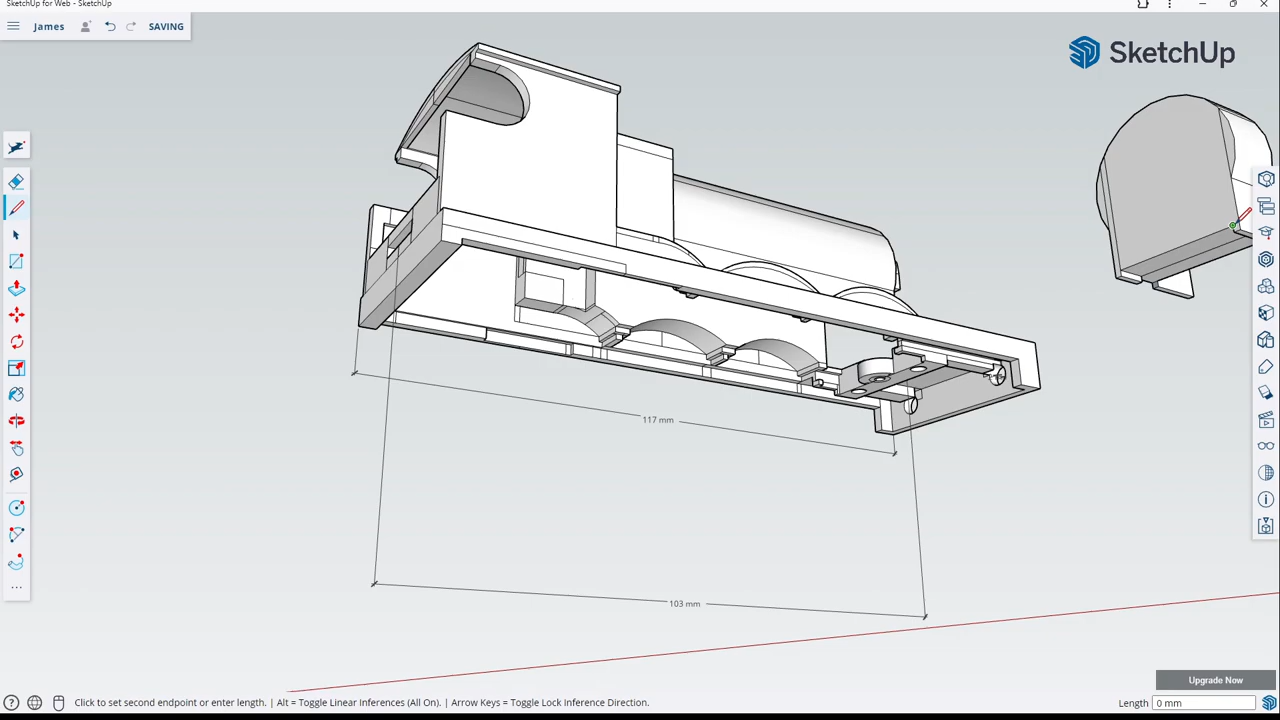 SketchUp for Web - SketchUp
James
SAVING
SketchUp
117 mm
103 mm
Upgrade Now
Click to set second endpoint or enter length. | Alt = Toggle Linear Inferences (All On). | Arrow Keys = Toggle Lock Inference Direction.
Length 0 mm